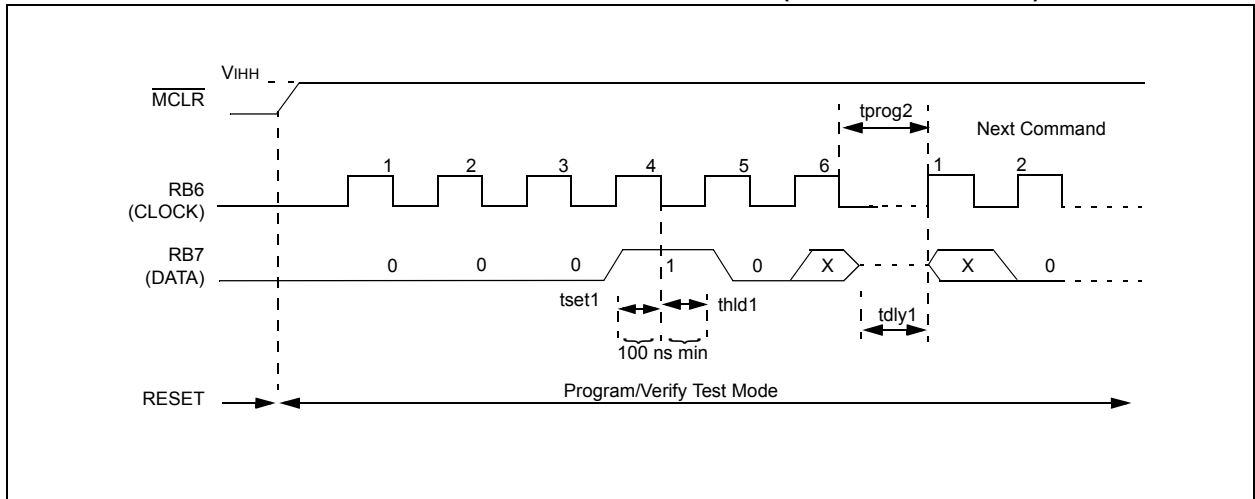 VIHH
MCLR
tprog2
Next Command
1 2 3 4 5 6 1 2
RB6
(CLOCK)
RB7
(DATA)
0 0 0 1 0 X X 0
tset1 thld1
tdly1
100 ns min
RESET
Program/Verify Test Mode